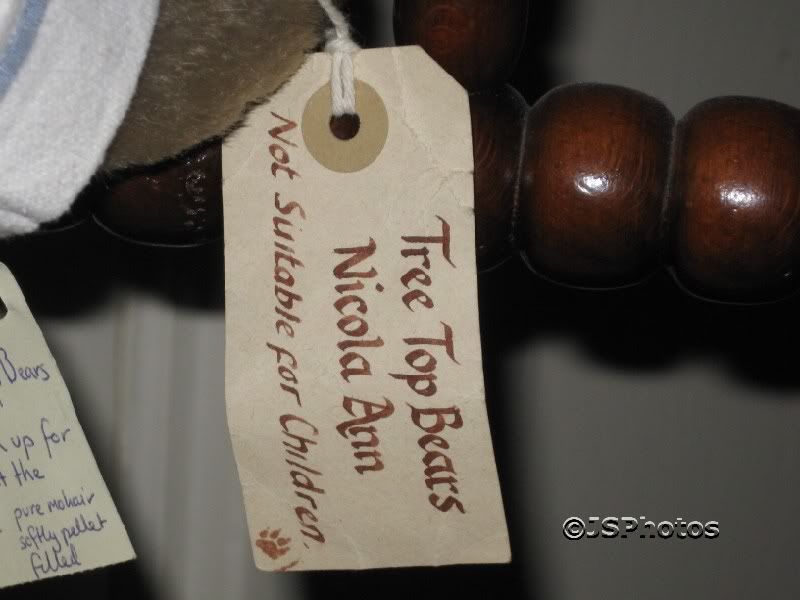 Tree Top Bears
Nicola Ann
Not Suitable for Children.
Bears
up for
the
pure mohair
softly pellet
filled
©JSPhotos